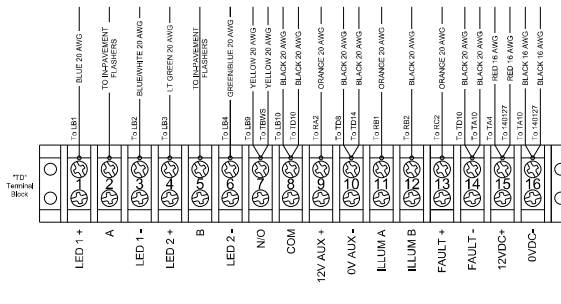 BLUE 20 AWG
To LB1
TO IN-PAVEMENT
FLASHERS
BLUE/WHITE 20 AWG
To LB2
LT GREEN 20 AWG
To LB3
TO IN-PAVEMENT
FLASHERS
GREEN/BLUE 20 AWG
To LB4
YELLOW 20 AWG
To LB9
YELLOW 20 AWG
To TBWS
BLACK 20 AWG
To LB10
BLACK 20 AWG
To TD10
ORANGE 20 AWG
To RA2
BLACK 20 AWG
To TD8
BLACK 20 AWG
To TD14
ORANGE 20 AWG
To RB1
BLACK 20 AWG
To RB2
ORANGE 20 AWG
To RC2
BLACK 20 AWG
To TD10
BLACK 20 AWG
To TA10
RED 16 AWG
To TA4
RED 16 AWG
To 140127
BLACK 16 AWG
To TA10
BLACK 16 AWG
To 140127
"TD"
Terminal
Block
1 2 3 4 5 6 7 8 9 10 11 12 13 14 15 16
LED 1 +
A
LED 1 -
LED 2 +
B
LED 2 -
N/O
COM
12V AUX +
0V AUX -
ILLUM A
ILLUM B
FAULT +
FAULT -
12VDC+
0VDC-